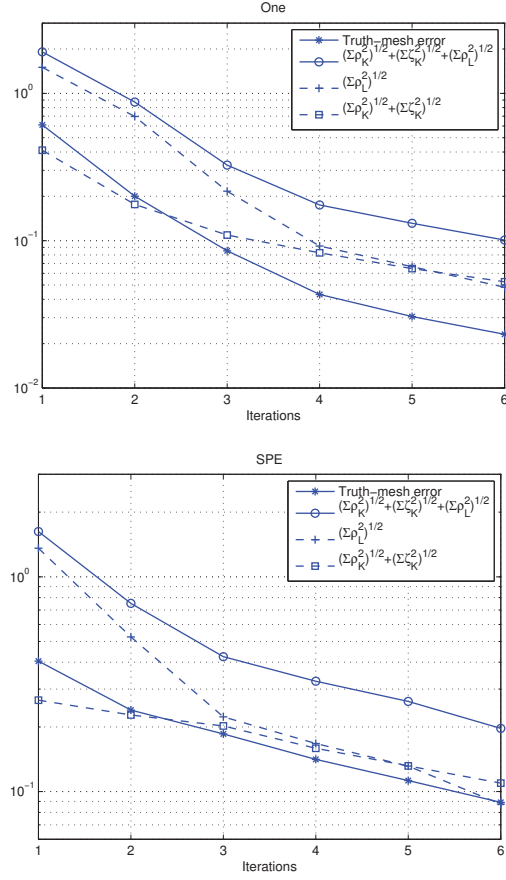 One
Truth−mesh error
(Σρ_K^2)^1/2+(Σζ_K^2)^1/2+(Σρ_L^2)^1/2
(Σρ_L^2)^1/2
(Σρ_K^2)^1/2+(Σζ_K^2)^1/2
10^0
10^−1
10^−2
1 2 3 4 5 6
Iterations
SPE
Truth−mesh error
(Σρ_K^2)^1/2+(Σζ_K^2)^1/2+(Σρ_L^2)^1/2
(Σρ_L^2)^1/2
(Σρ_K^2)^1/2+(Σζ_K^2)^1/2
10^0
10^−1
1 2 3 4 5 6
Iterations